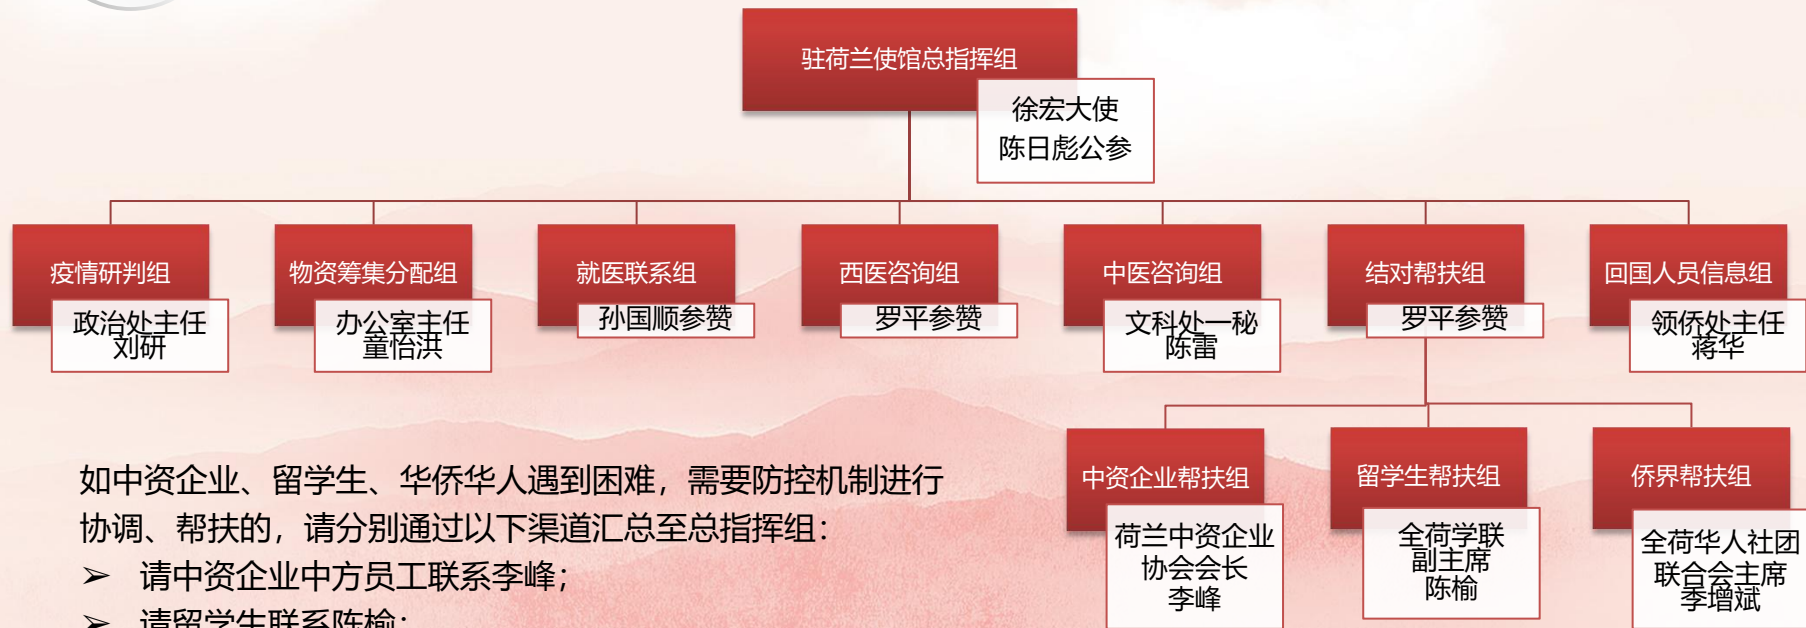 驻荷兰使馆总指挥组
徐宏大使
陈日彪公参
疫情研判组
政治处主任
刘研
物资筹集分配组
办公室主任
童怡洪
就医联系组
孙国顺参赞
西医咨询组
罗平参赞
中医咨询组
文科处一秘
陈雷
结对帮扶组
罗平参赞
回国人员信息组
领侨处主任
蒋华
中资企业帮扶组
荷兰中资企业
协会会长
李峰
留学生帮扶组
全荷学联
副主席
陈榆
侨界帮扶组
全荷华人社团
联合会主席
季增斌
如中资企业、留学生、华侨华人遇到困难，需要防控机制进行
协调、帮扶的，请分别通过以下渠道汇总至总指挥组：
➢ 请中资企业中方员工联系李峰；
➢ 请留学生联系陈榆；